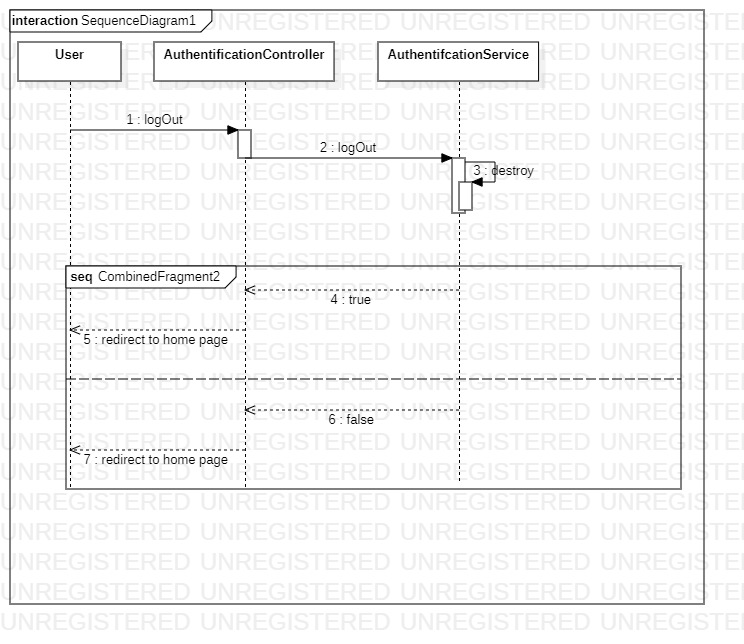 interaction SequenceDiagram1
User
AuthentificationController
AuthentifcationService
1 : logOut
2 : logOut
3 : destroy
seq CombinedFragment2
4 : true
5 : redirect to home page
6 : false
7 : redirect to home page
UNREGISTERED UNREGISTERED UNREGISTERED UNREGISTERED